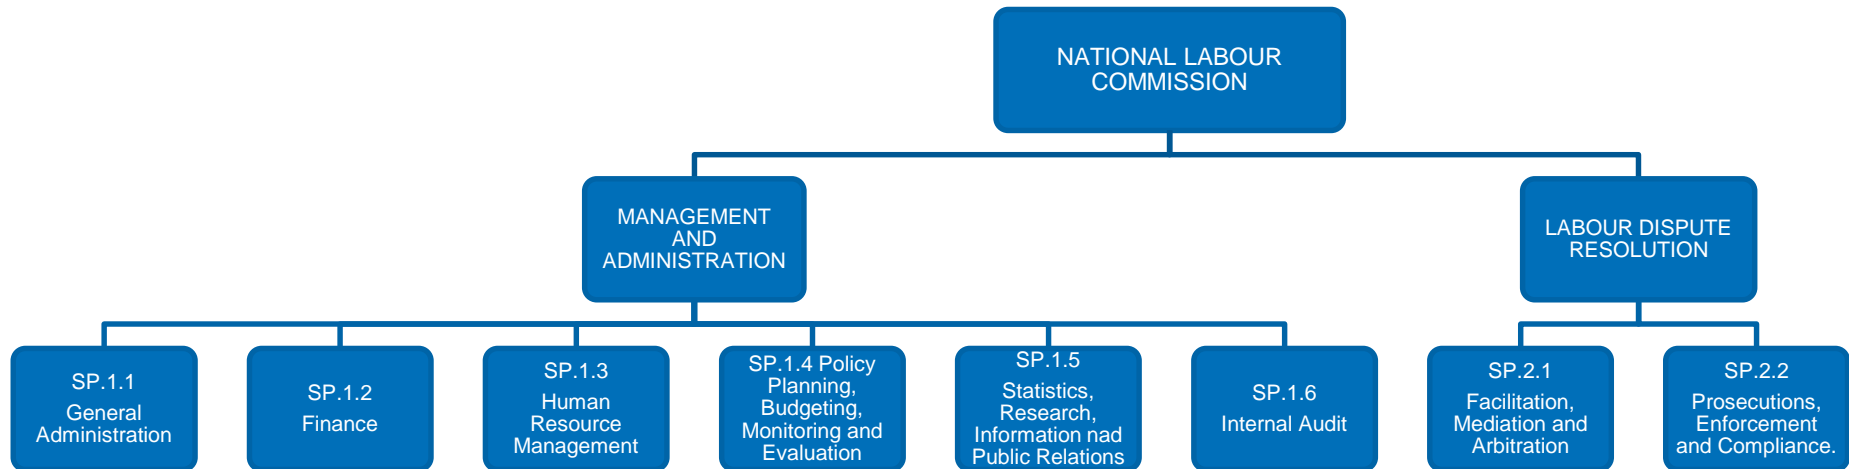 NATIONAL LABOUR
COMMISSION
MANAGEMENT
AND
ADMINISTRATION
LABOUR DISPUTE
RESOLUTION
SP.1.1
General
Administration
SP.1.2
Finance
SP.1.3
Human
Resource
Management
SP.1.4 Policy
Planning,
Budgeting,
Monitoring and
Evaluation
SP.1.5
Statistics,
Research,
Information nad
Public Relations
SP.1.6
Internal Audit
SP.2.1
Facilitation,
Mediation and
Arbitration
SP.2.2
Prosecutions,
Enforcement
and Compliance.